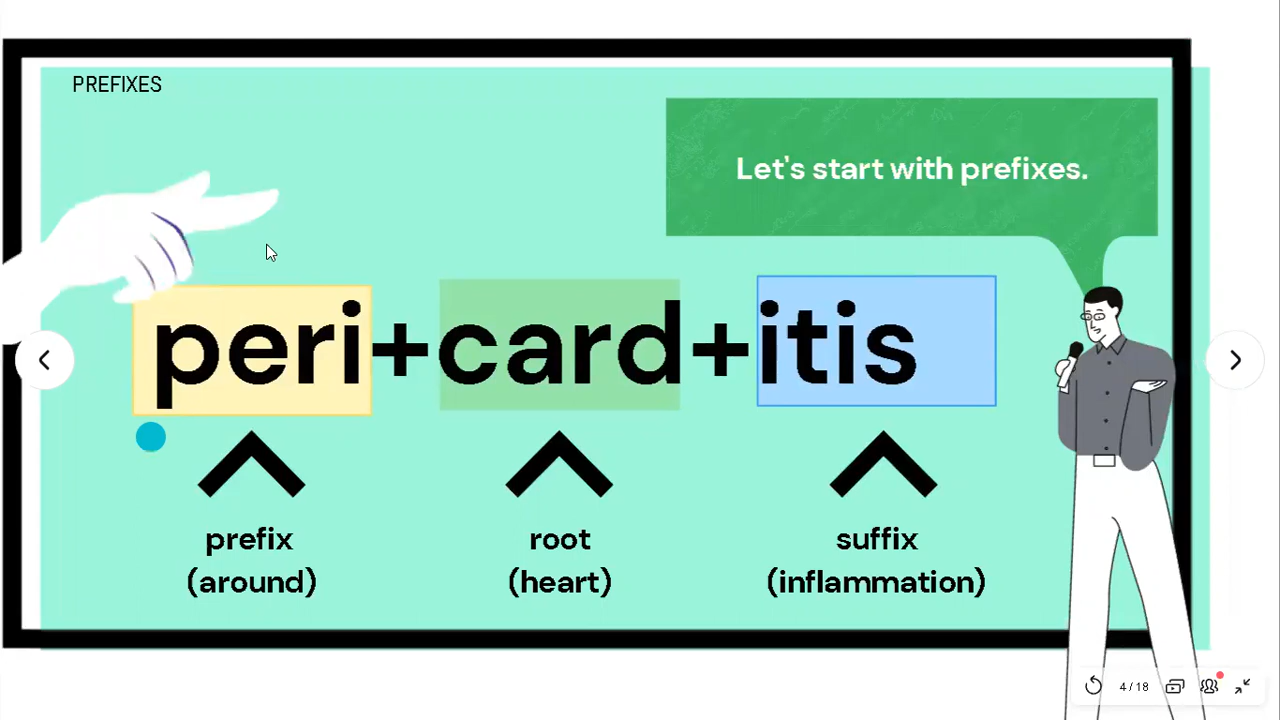 PREFIXES
Let's start with prefixes.
peri+card+itis
prefix root suffix
(around) (heart) (inflammation)
4/18